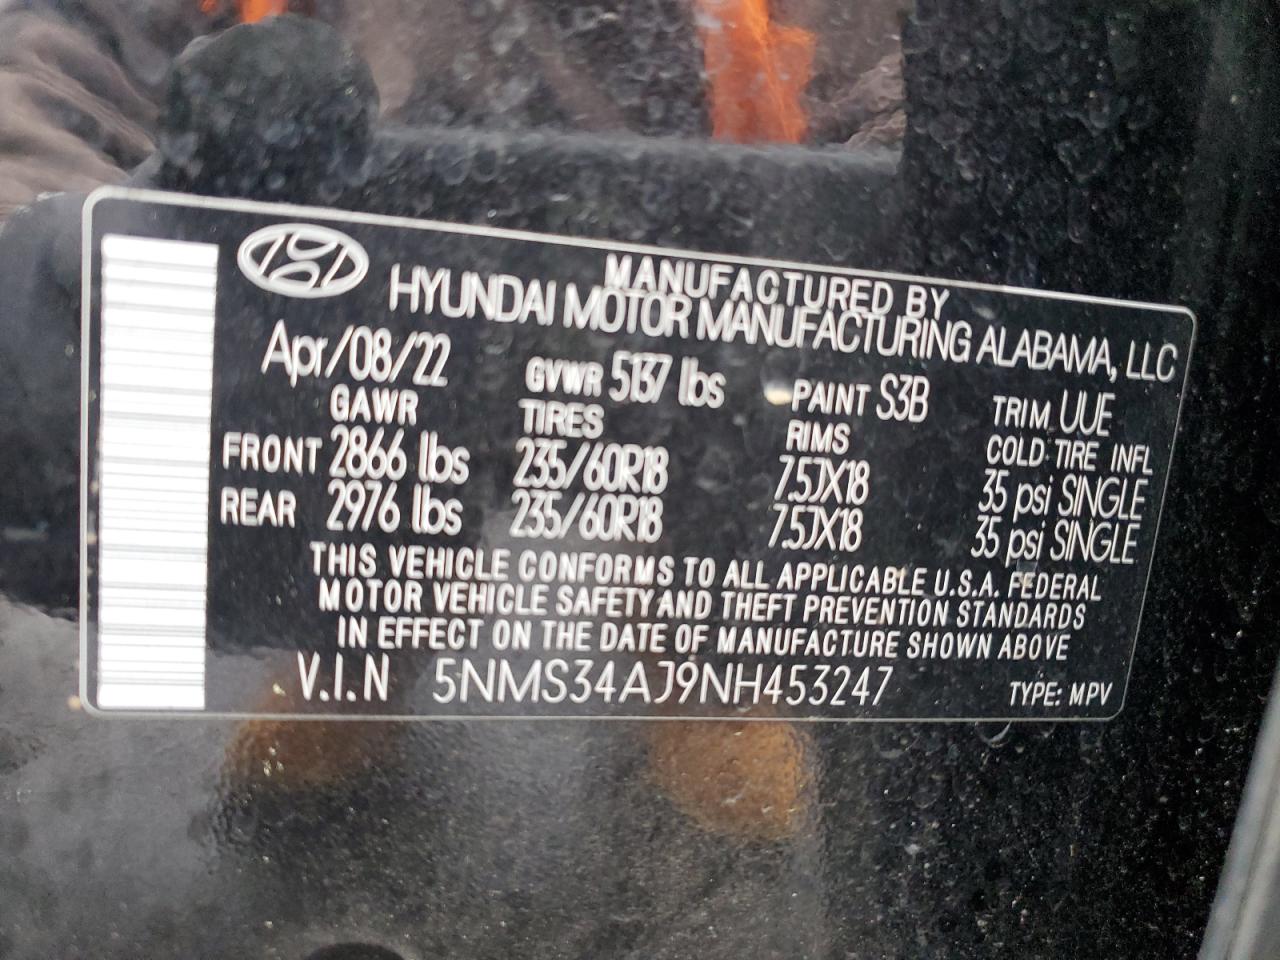 MANUFACTURED BY
HYUNDAI MOTOR MANUFACTURING ALABAMA, LLC
Apr/08/22 GVWR 5137 lbs PAINT S3B TRIM UUE
GAWR TIRES RIMS COLD TIRE INFL
FRONT 2866 lbs 235/60R18 7.5JX18 35 psi SINGLE
REAR 2976 lbs 235/60R18 7.5JX18 35 psi SINGLE
THIS VEHICLE CONFORMS TO ALL APPLICABLE U.S.A. FEDERAL
MOTOR VEHICLE SAFETY AND THEFT PREVENTION STANDARDS
IN EFFECT ON THE DATE OF MANUFACTURE SHOWN ABOVE
V.I.N 5NMS34AJ9NH453247 TYPE: MPV